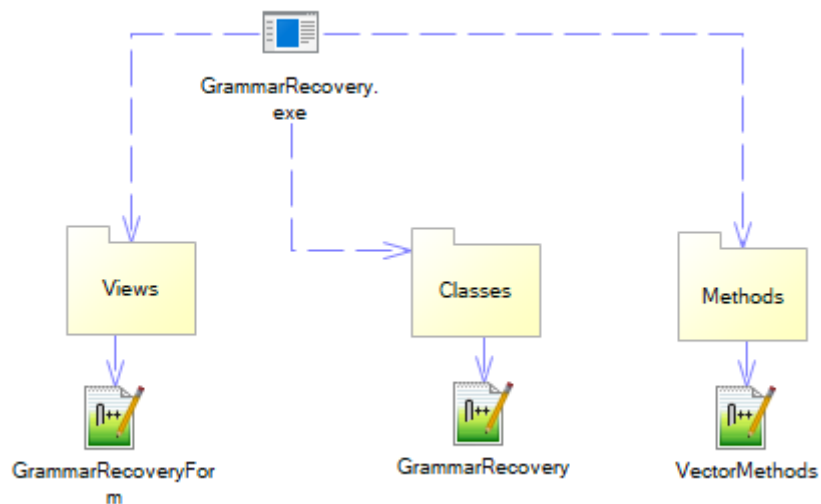 GrammarRecovery.
exe
Views
Classes
Methods
GrammarRecoveryFor
m
GrammarRecovery
VectorMethods